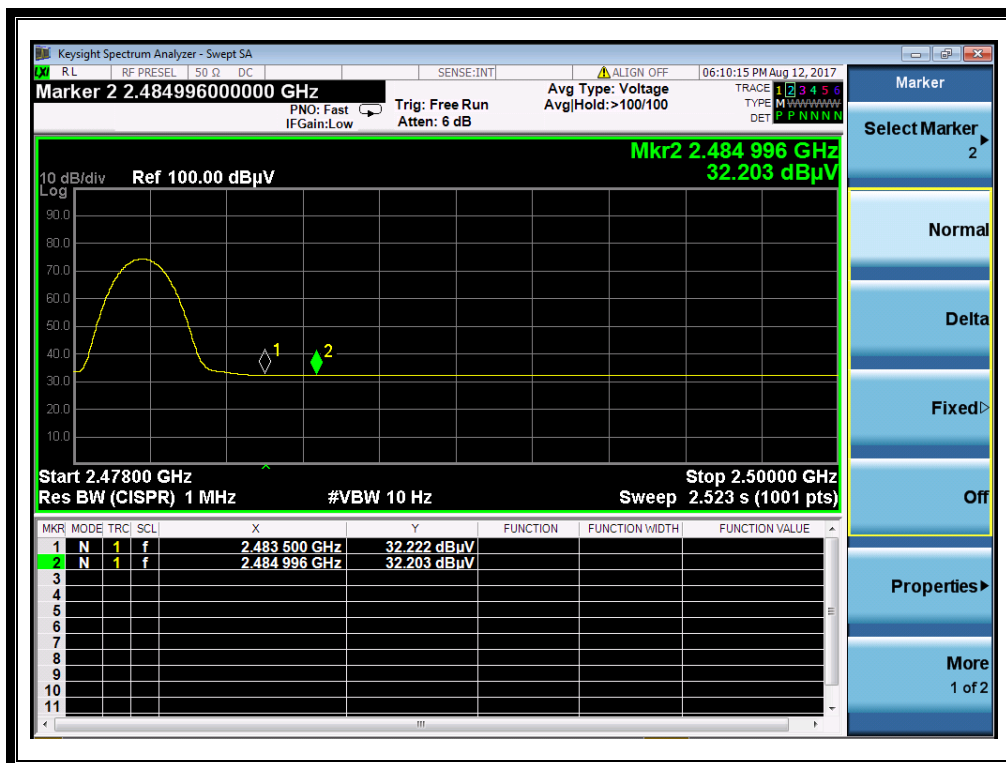 Keysight Spectrum Analyzer - Swept SA
LXI RL RF PRESEL 50 Ω DC SENSE:INT ALIGN OFF 06:10:15 PM Aug 12, 2017
Marker 2 2.484996000000 GHz
PNO: Fast
IFGain:Low
Trig: Free Run
Atten: 6 dB
Avg Type: Voltage
Avg|Hold:>100/100
TRACE 1 2 3 4 5 6
TYPE M WWWWW
DET P P N N N N
Mkr2 2.484 996 GHz
32.203 dBµV
10 dB/div Ref 100.00 dBµV
Log
90.0
80.0
70.0
60.0
50.0
40.0
30.0
20.0
10.0
1
2
Start 2.47800 GHz Stop 2.50000 GHz
Res BW (CISPR) 1 MHz #VBW 10 Hz Sweep 2.523 s (1001 pts)
MKR MODE TRC SCL X Y FUNCTION FUNCTION WIDTH FUNCTION VALUE
1 N 1 f 2.483 500 GHz 32.222 dBµV
2 N 1 f 2.484 996 GHz 32.203 dBµV
3
4
5
6
7
8
9
10
11
Marker
Select Marker
2
Normal
Delta
Fixed
Off
Properties
More
1 of 2